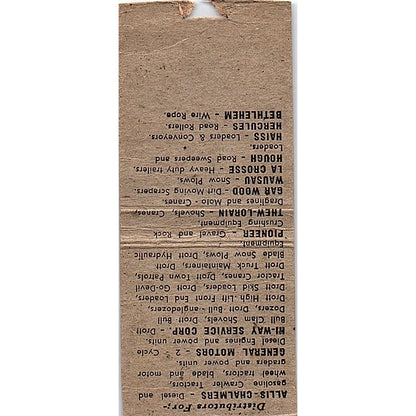 Distributors For:-
ALLIS-CHALMERS - Diesel and
gasoline Crawler Tractors,
wheel tractors, blade and motor
graders and power units.
GENERAL MOTORS - 2 - Cycle
Diesel Engines and power units.
HI-WAY SERVICE CORP. - Drott
Bull Clam Shovels, Drott Bull
Dozers, Drott Bull -angledozers,
Drott High Lift Front End Loaders,
Drott Skid Loaders Drott Go-Devil
Tractor Cranes, Drott Town Patrols,
Drott Truck Maintainers Drott
Blade Snow Plows, Drott Hydraulic
Equipment.
PIONEER - Gravel and Rock
Crushing Equipment.
THEW-LORAIN - Shovels, Cranes,
Draglines and Moto - Cranes.
GAR WOOD - Dirt Moving Scrapers.
WAUSAU - Snow Plows.
LA CROSSE - Heavy duty trailers.
HOUGH - Road Sweepers and
Loaders.
HAISS - Loaders & Conveyors.
HERCULES - Road Rollers.
BETHLEHEM - Wire Rope.